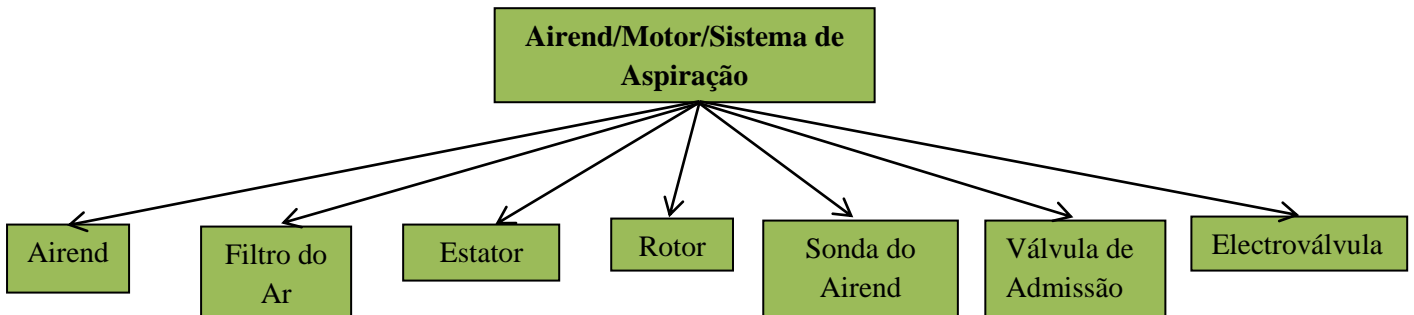 Airend/Motor/Sistema de
Aspiração
Airend
Filtro do
Ar
Estator
Rotor
Sonda do
Airend
Válvula de
Admissão
Electroválvula